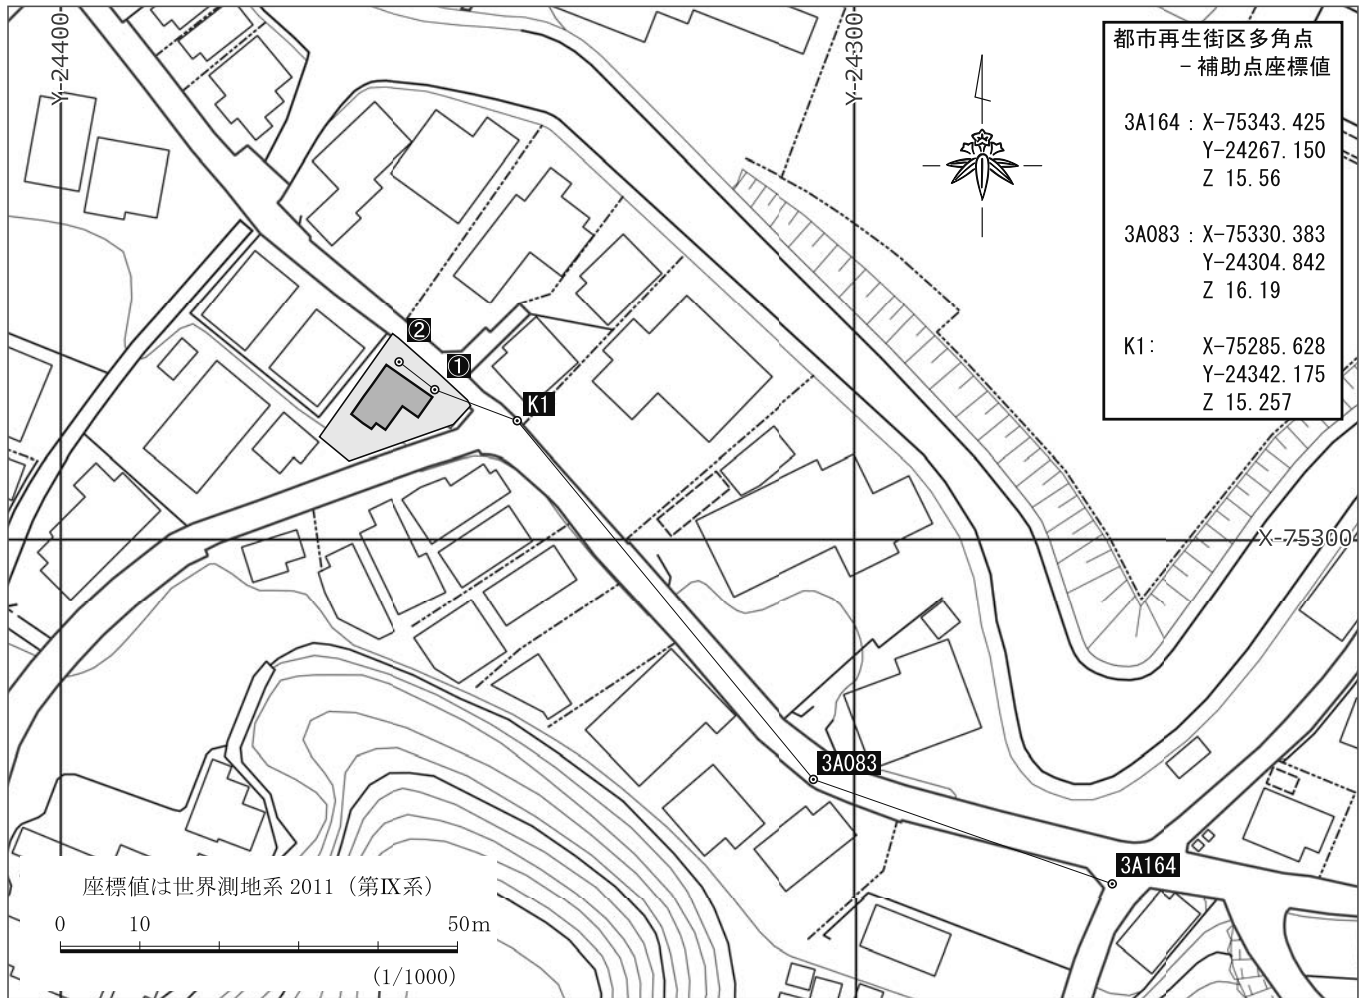 Y-24400
Y-24300
都市再生街区多角点
－補助点座標値
3A164 : X-75343.425
Y-24267.150
Z 15.56
3A083 : X-75330.383
Y-24304.842
Z 16.19
K1: X-75285.628
Y-24342.175
Z 15.257
②
①
K1
X-75300
3A083
3A164
座標値は世界測地系 2011（第Ⅸ系）
0 10 50m
(1/1000)